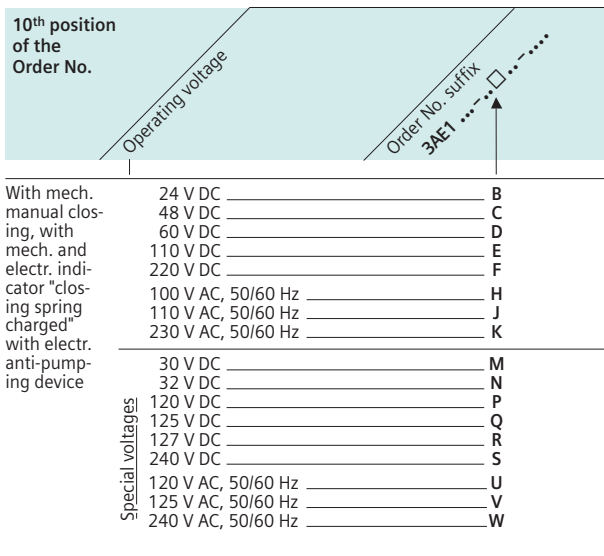 10th position
of the
Order No.
Operating voltage
Order No. suffix
3AE1 ...-...□-....
With mech.
manual clos-
ing, with
mech. and
electr. indi-
cator "clos-
ing spring
charged"
with electr.
anti-pump-
ing device
24 V DC B
48 V DC C
60 V DC D
110 V DC E
220 V DC F
100 V AC, 50/60 Hz H
110 V AC, 50/60 Hz J
230 V AC, 50/60 Hz K
Special voltages
30 V DC M
32 V DC N
120 V DC P
125 V DC Q
127 V DC R
240 V DC S
120 V AC, 50/60 Hz U
125 V AC, 50/60 Hz V
240 V AC, 50/60 Hz W